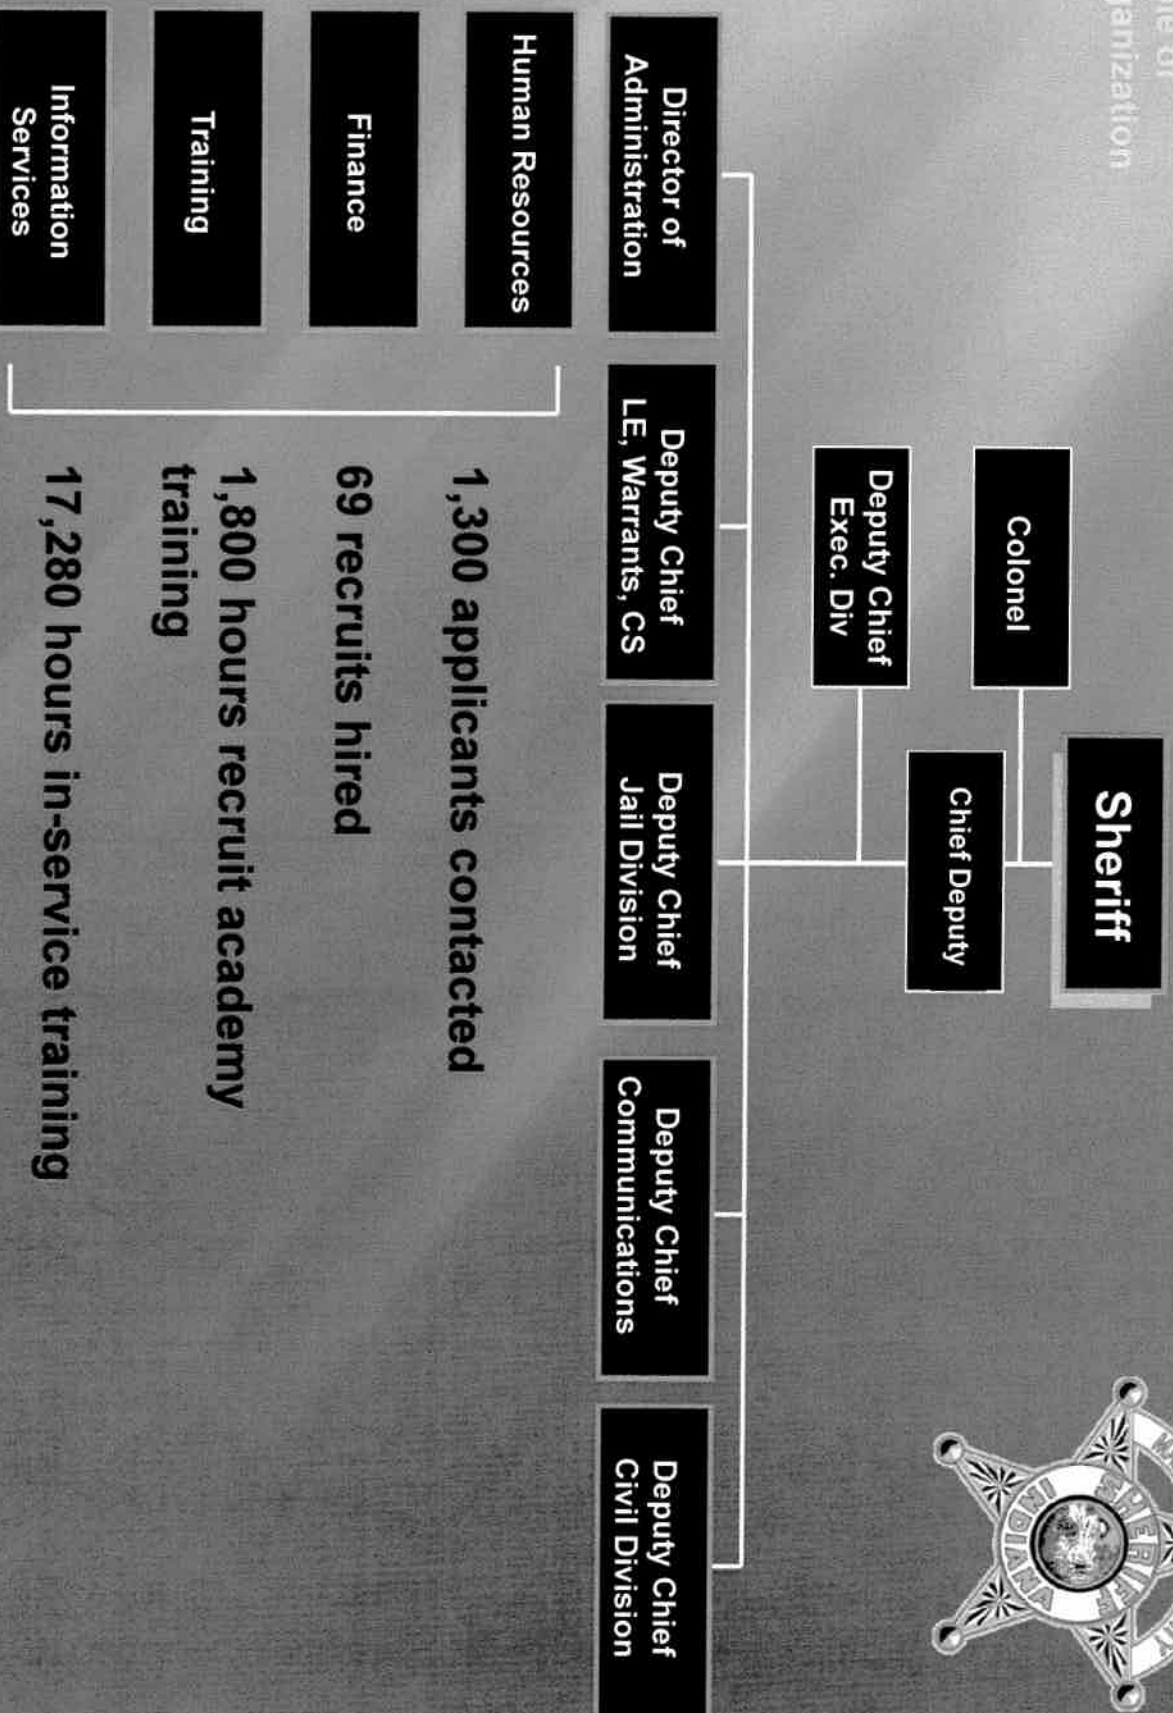 Sheriff
Colonel
Chief Deputy
Deputy Chief
Exec. Div
Director of
Administration
Deputy Chief
LE, Warrants, CS
Deputy Chief
Jail Division
Deputy Chief
Communications
Deputy Chief
Civil Division
Human Resources
Finance
Training
Information
Services
1,300 applicants contacted
69 recruits hired
1,800 hours recruit academy
training
17,280 hours in-service training
SHERIFF
INDIANA